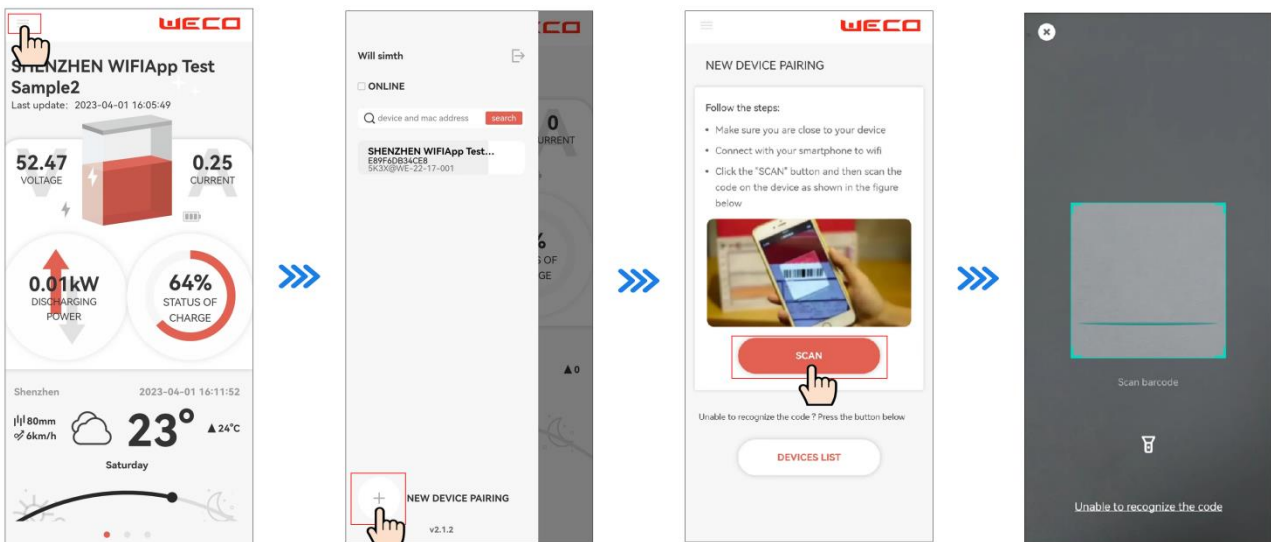 WECO
SHENZHEN WIFIApp Test
Sample2
Last update: 2023-04-01 16:05:49
52.47
VOLTAGE
0.25
CURRENT
0.01kW
DISCHARGING
POWER
64%
STATUS OF
CHARGE
Shenzhen
2023-04-01 16:11:52
80mm
6km/h
23°
▲24°C
Saturday
Will simth
ONLINE
device and mac address
search
SHENZHEN WIFIApp Test...
E89F6DB34CE8
5K3X@WE-22-17-001
0
▲0
NEW DEVICE PAIRING
v2.1.2
WECO
NEW DEVICE PAIRING
Follow the steps:
• Make sure you are close to your device
• Connect with your smartphone to wifi
• Click the "SCAN" button and then scan the
code on the device as shown in the figure
below
SCAN
Unable to recognize the code ? Press the button below
DEVICES LIST
Scan barcode
Unable to recognize the code